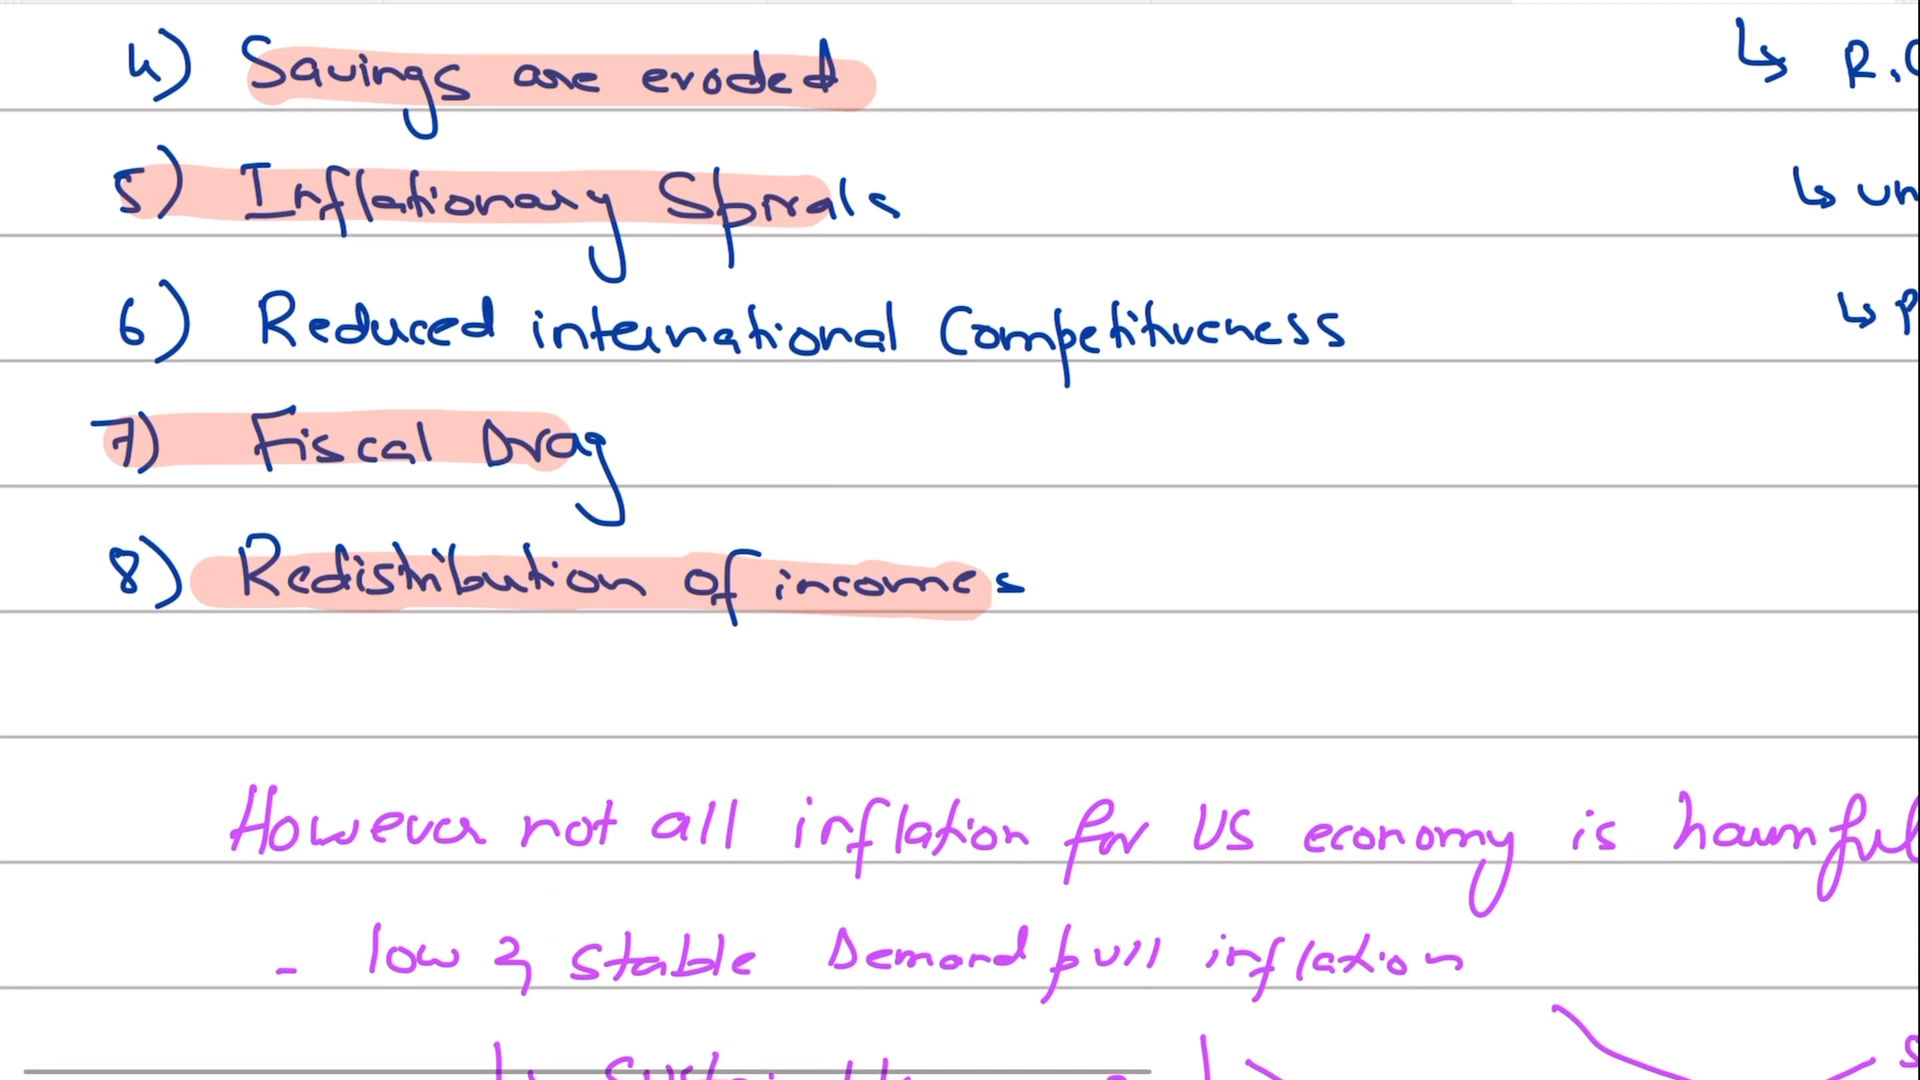 4) Savings are eroded
↳ R.
5) Inflationary Spirals
↳ un
6) Reduced international Competitiveness
↳ P
7) Fiscal Drag
8) Redistribution of incomes
However not all inflation for US economy is harmful
- low & stable Demand pull inflation